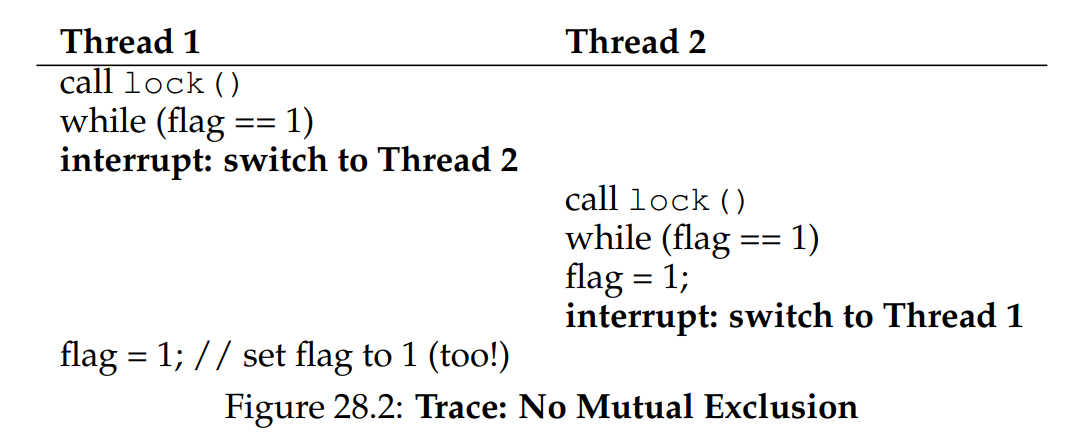 Thread 1 Thread 2
call lock()
while (flag == 1)
interrupt: switch to Thread 2
call lock()
while (flag == 1)
flag = 1;
interrupt: switch to Thread 1
flag = 1; // set flag to 1 (too!)
Figure 28.2: Trace: No Mutual Exclusion